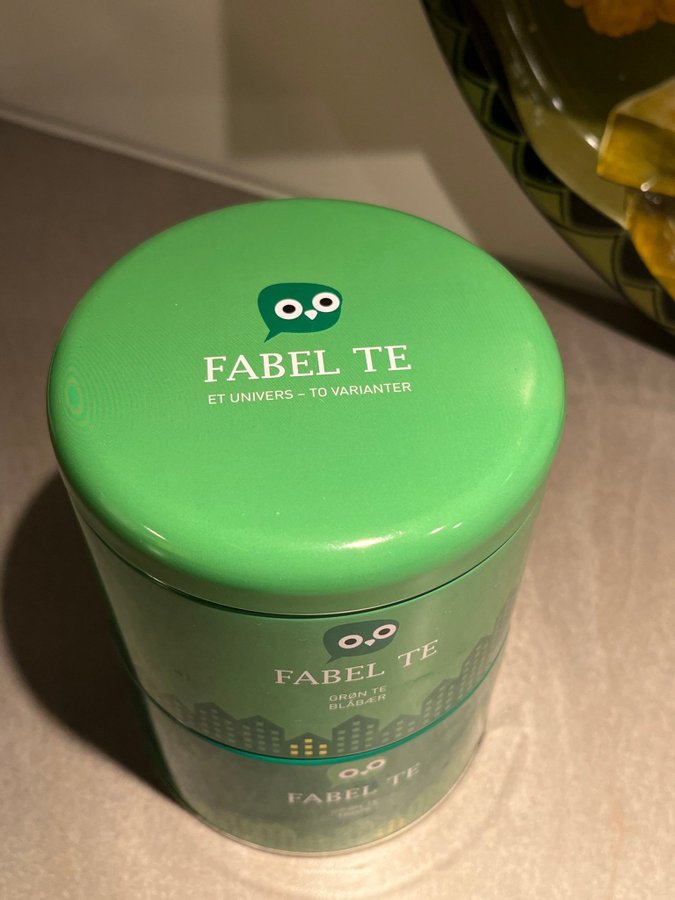 FABEL TE
ET UNIVERS – TO VARIANTER
FABEL TE
GRØN TE
BLÅBÆR
FABEL TE